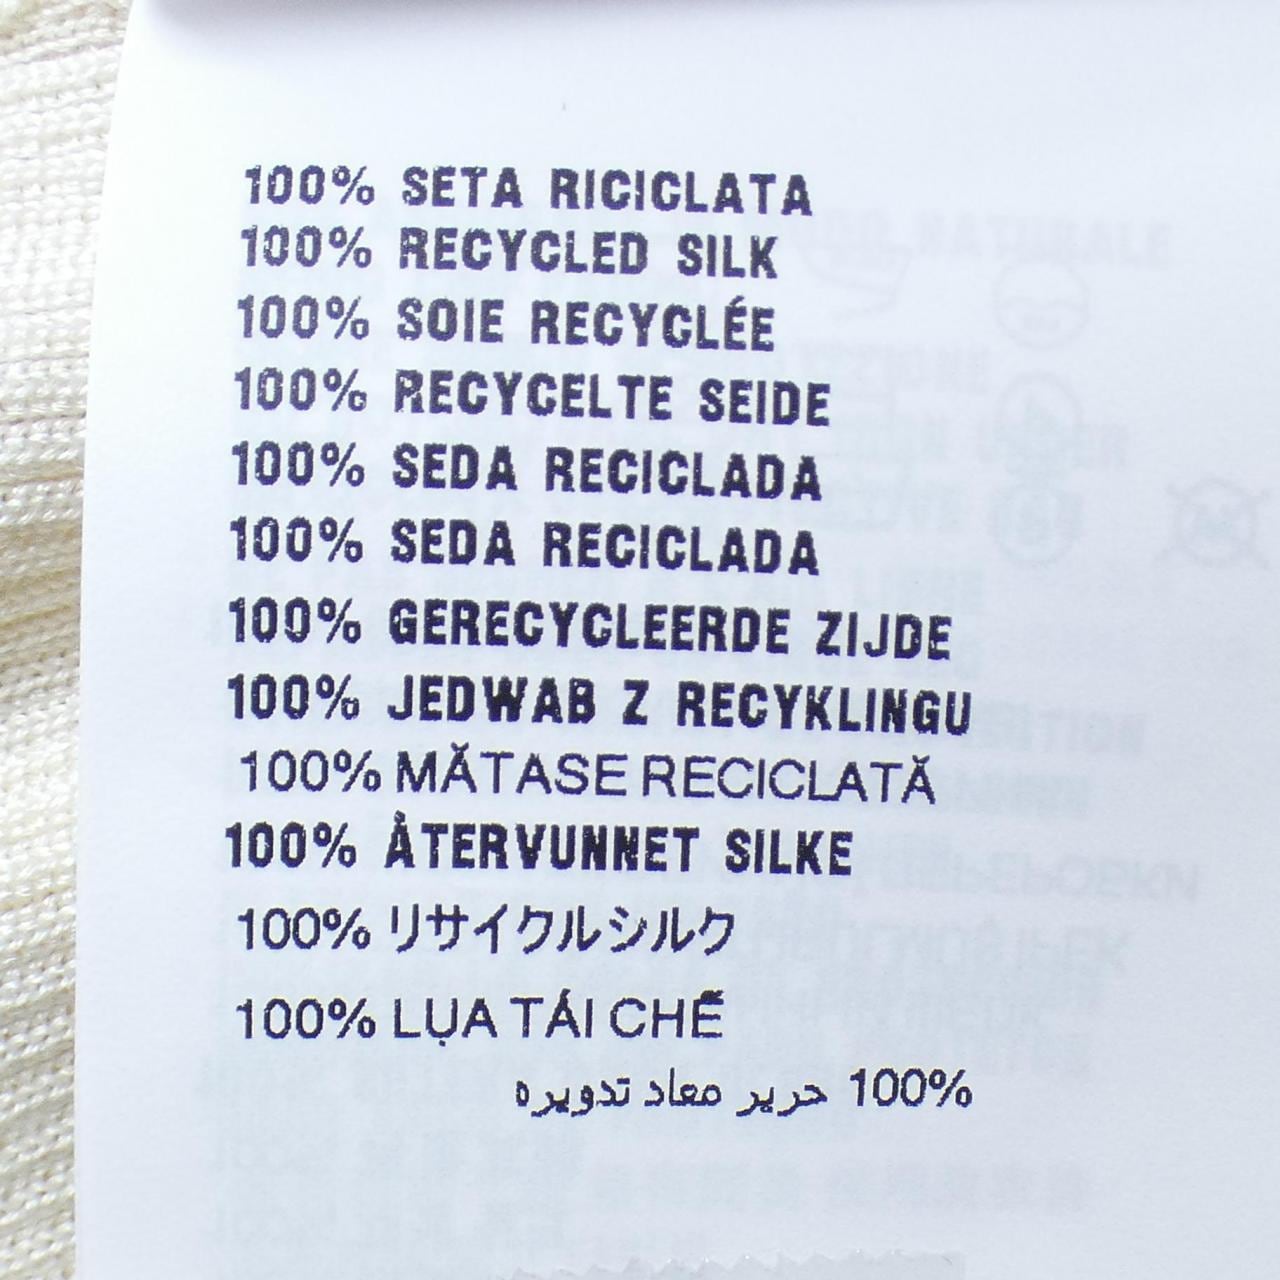 100% SETA RICICLATA
100% RECYCLED SILK
100% SOIE RECYCLÉE
100% RECYCELTE SEIDE
100% SEDA RECICLADA
100% SEDA RECICLADA
100% GERECYCLEERDE ZIJDE
100% JEDWAB Z RECYKLINGU
100% MĂTASE RECICLATĂ
100% ÀTERVUNNET SILKE
100% リサイクルシルク
100% LỤA TÁI CHẾ
100% حرير معاد تدويره